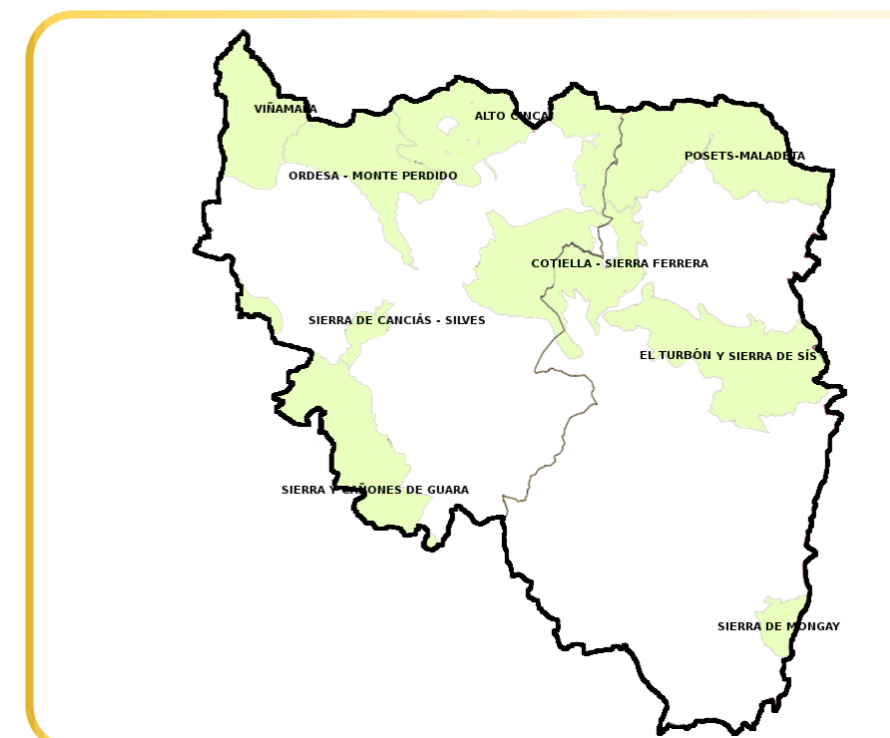 VIÑAMALA
ALTO CINCA
POSETS-MALADETA
ORDESA - MONTE PERDIDO
COTIELLA - SIERRA FERRERA
SIERRA DE CANCIÁS - SILVES
EL TURBÓN Y SIERRA DE SÍS
SIERRA Y CAÑONES DE GUARA
SIERRA DE MONGAY